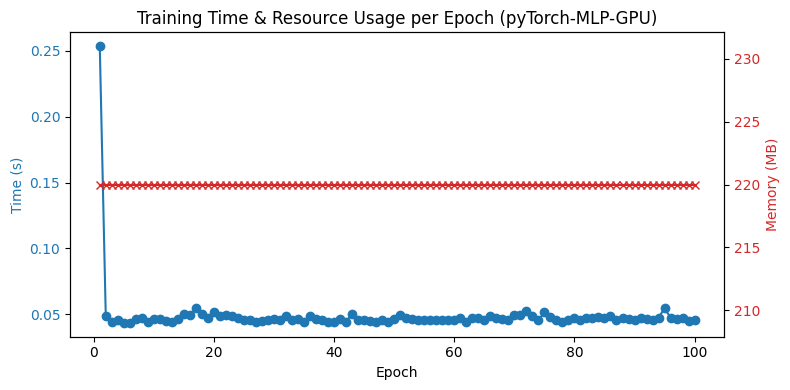 Training Time & Resource Usage per Epoch (pyTorch-MLP-GPU)
0.25
0.20
0.15
0.10
0.05
Time (s)
230
225
220
215
210
Memory (MB)
0 20 40 60 80 100
Epoch